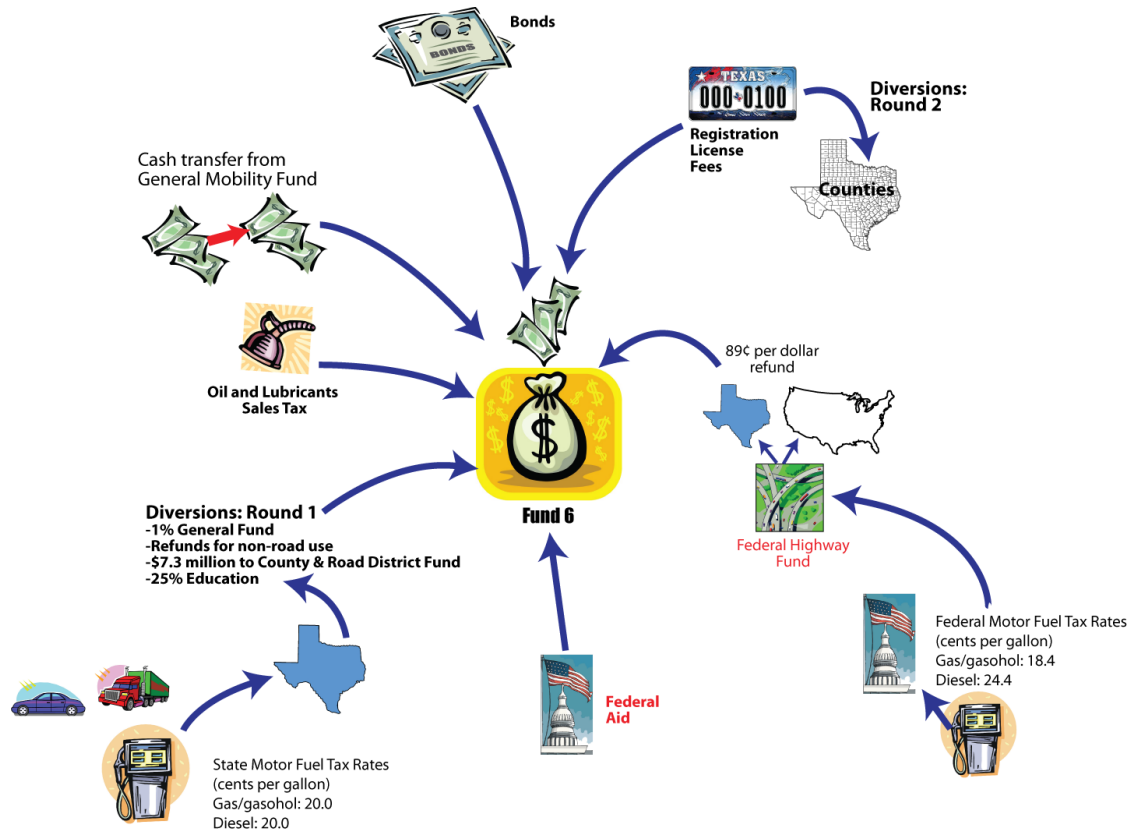 Bonds
BONDS
TEXAS
000 0100
Registration
License
Fees
Diversions:
Round 2
Counties
Cash transfer from
General Mobility Fund
Oil and Lubricants
Sales Tax
89¢ per dollar
refund
Federal Highway
Fund
Fund 6
Diversions: Round 1
-1% General Fund
-Refunds for non-road use
-$7.3 million to County & Road District Fund
-25% Education
Federal
Aid
Federal Motor Fuel Tax Rates
(cents per gallon)
Gas/gasohol: 18.4
Diesel: 24.4
State Motor Fuel Tax Rates
(cents per gallon)
Gas/gasohol: 20.0
Diesel: 20.0